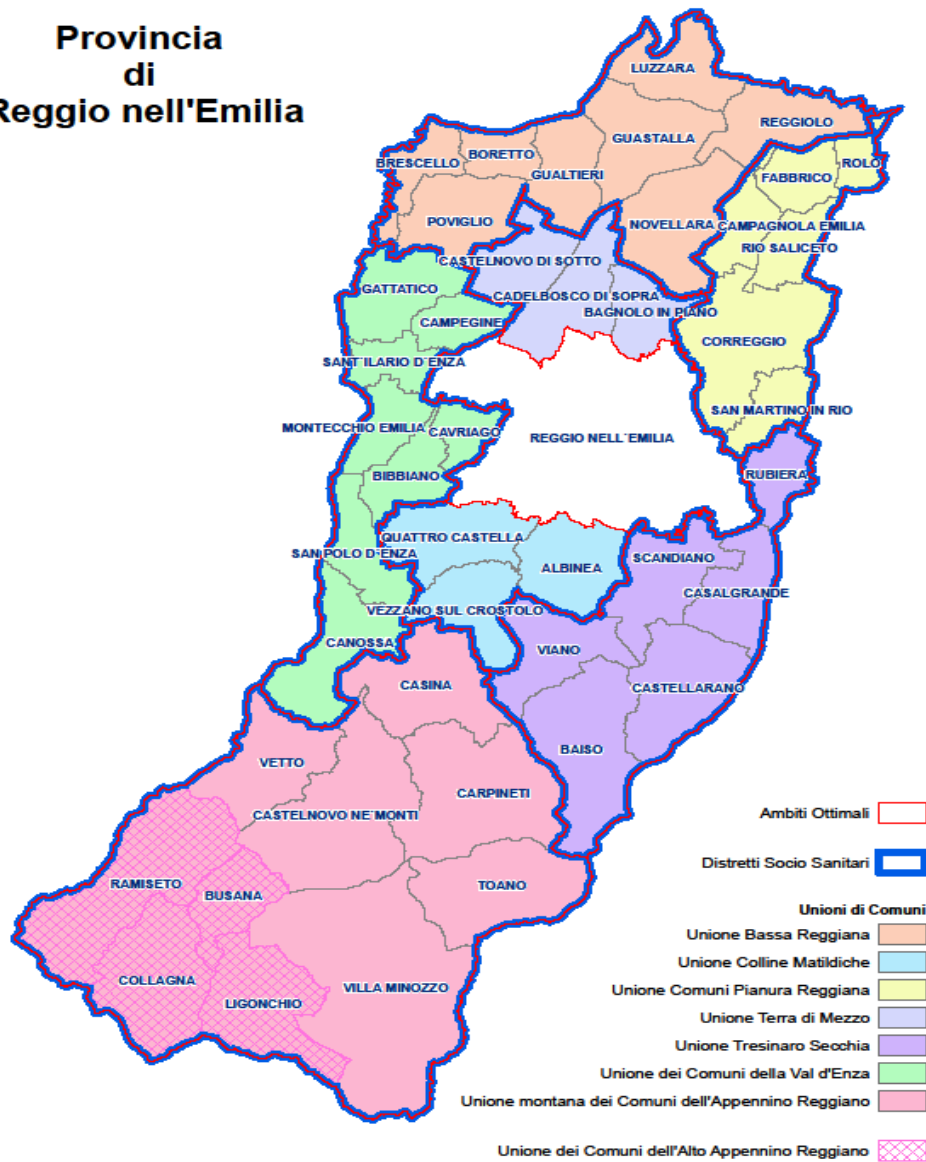 Provincia
di
Reggio nell'Emilia
LUZZARA
REGGIOLO
GUASTALLA
BORETTO
BRESCELLO
ROLO
GUALTIERI
FABBRICO
POVIGLIO
NOVELLARA
CAMPAGNOLA EMILIA
RIO SALICETO
CASTELNOVO DI SOTTO
GATTATICO
CADELBOSCO DI SOPRA
BAGNOLO IN PIANO
CAMPEGINE
CORREGGIO
SANT'ILARIO D'ENZA
SAN MARTINO IN RIO
MONTECCHIO EMILIA
CAVRIAGO
REGGIO NELL'EMILIA
BIBBIANO
RUBIERA
QUATTRO CASTELLA
SAN POLO D'ENZA
SCANDIANO
ALBINEA
CASALGRANDE
VEZZANO SUL CROSTOLO
CANOSSA
VIANO
CASINA
CASTELLARANO
BAISO
VETTO
CARPINETI
CASTELNOVO NE'MONTI
RAMISETO
BUSANA
TOANO
COLLAGNA
VILLA MINOZZO
LIGONCHIO
Ambiti Ottimali
Distretti Socio Sanitari
Unioni di Comuni
Unione Bassa Reggiana
Unione Colline Matildiche
Unione Comuni Pianura Reggiana
Unione Terra di Mezzo
Unione Tresinaro Secchia
Unione dei Comuni della Val d'Enza
Unione montana dei Comuni dell'Appennino Reggiano
Unione dei Comuni dell'Alto Appennino Reggiano